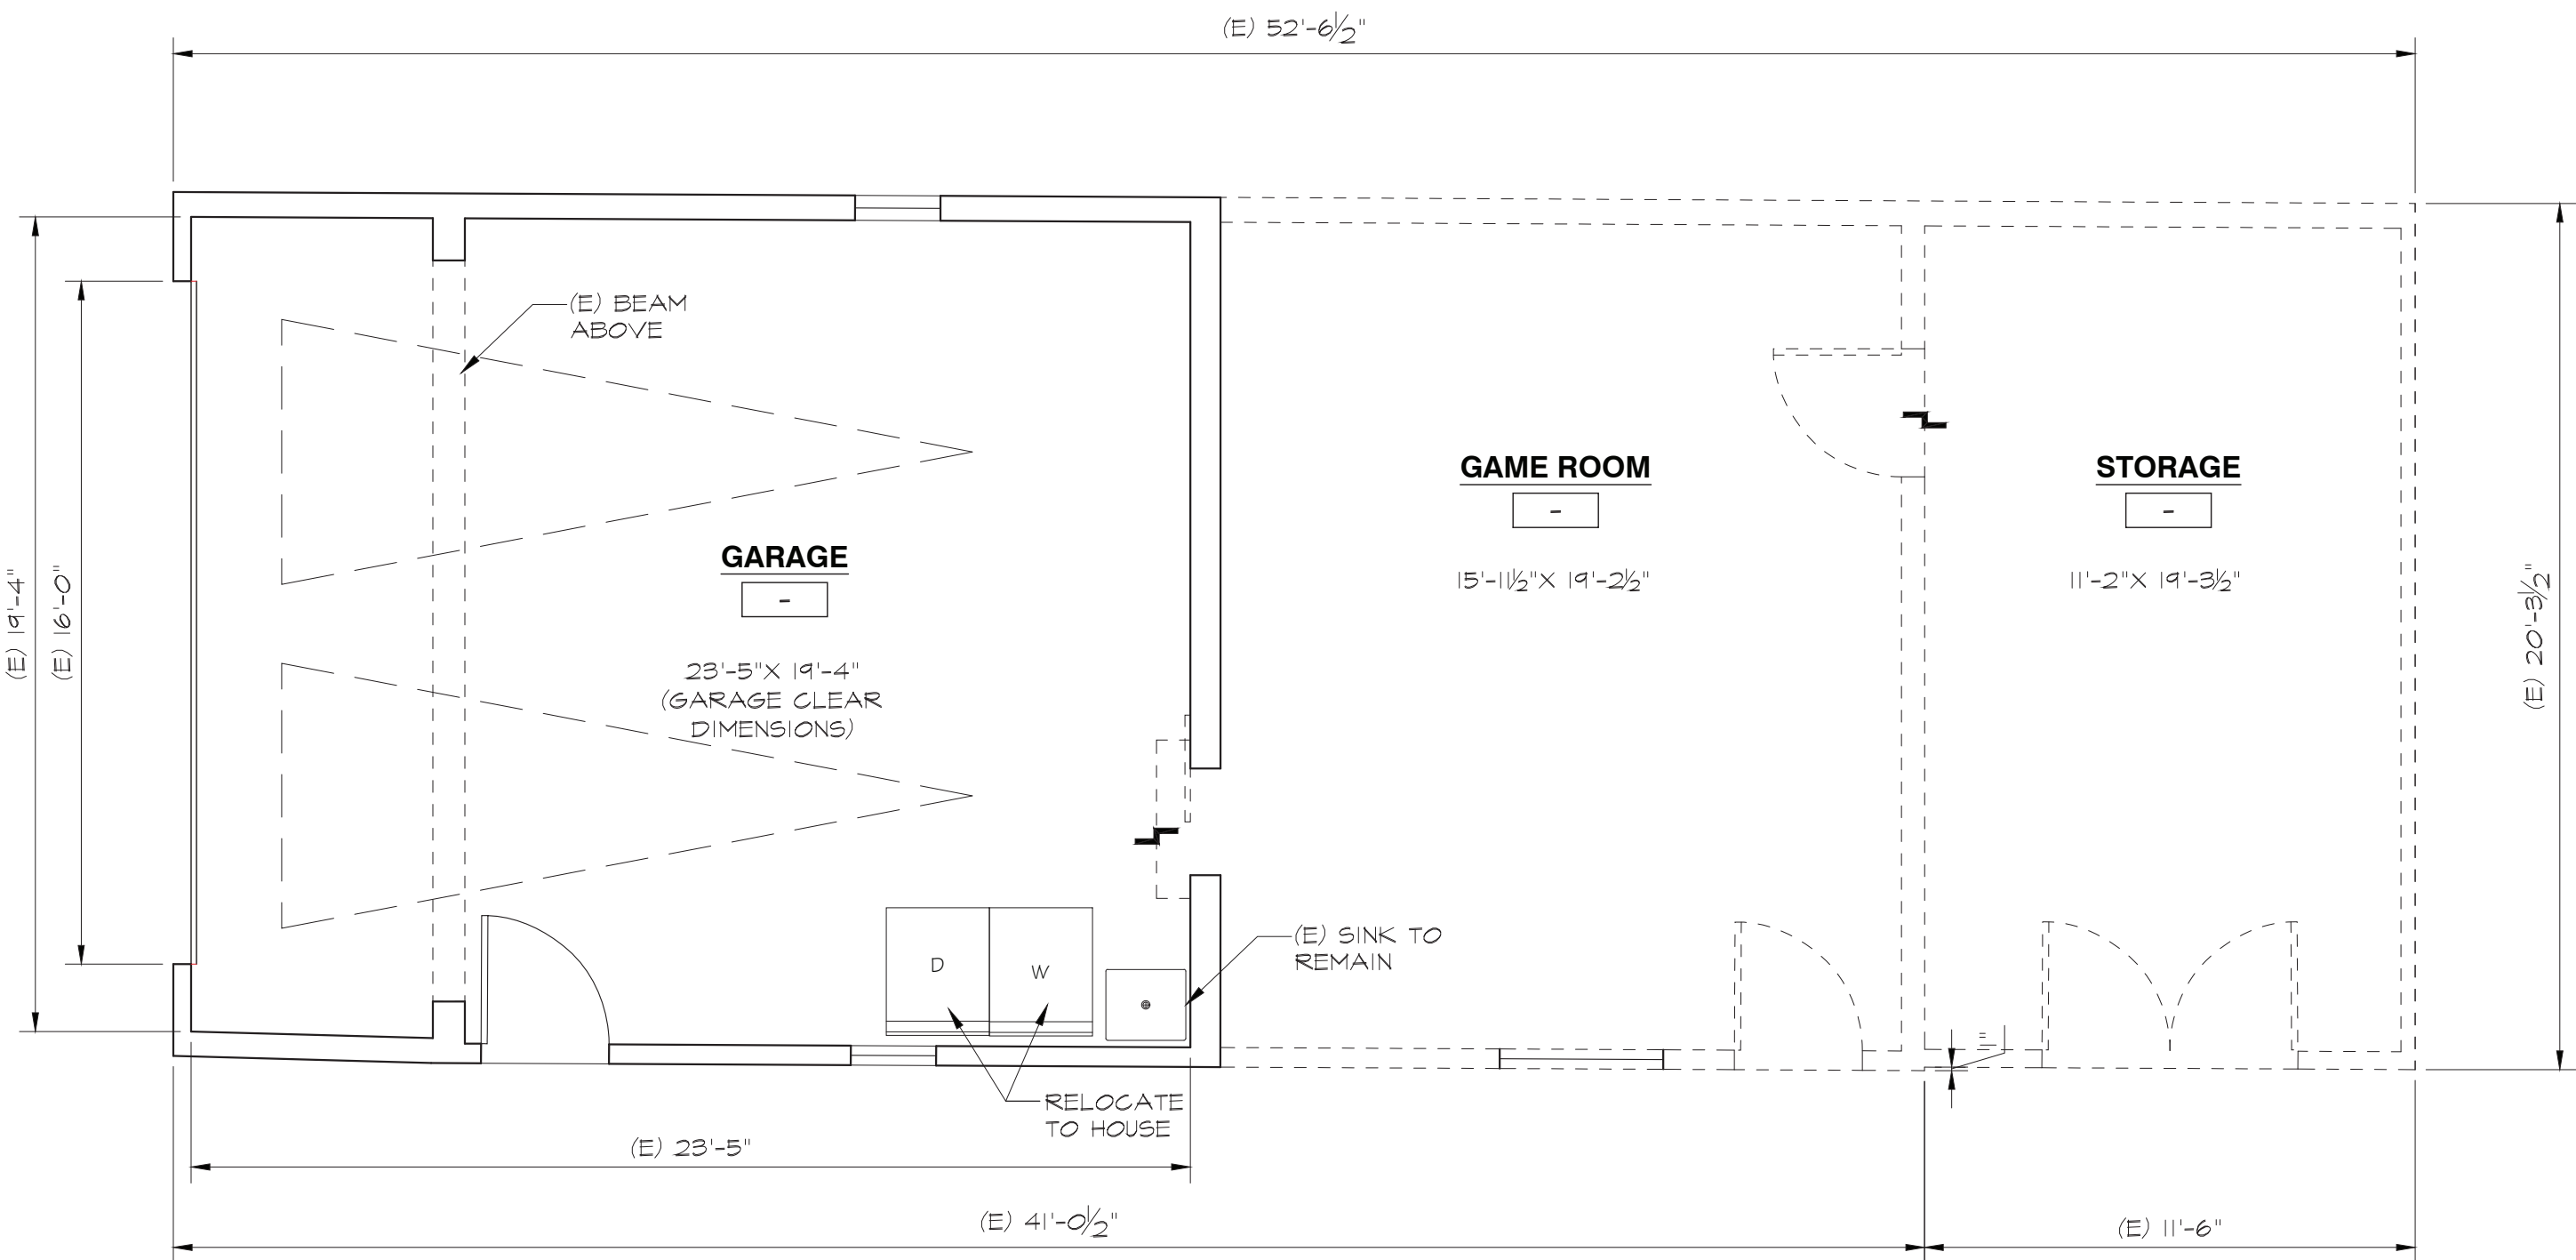 (E) 52'-6½"
(E) BEAM
ABOVE
GAME ROOM
-
15'-11½"X 19'-2½"
STORAGE
-
11'-2"X 19'-3½"
GARAGE
-
23'-5"X 19'-4"
(GARAGE CLEAR
DIMENSIONS)
(E) 19'-4"
(E) 16'-0"
(E) 20'-3½"
D
W
(E) SINK TO
REMAIN
RELOCATE
TO HOUSE
(E) 23'-5"
(E) 41'-0½"
(E) 11'-6"